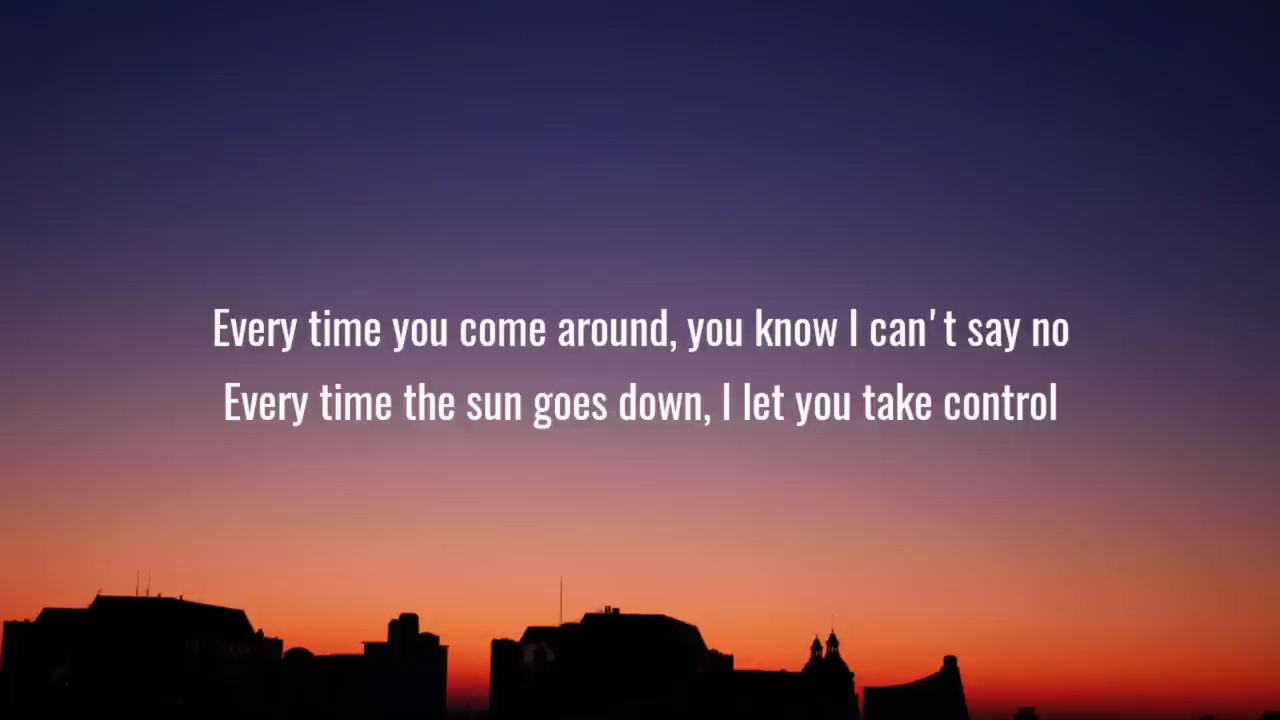 Every time you come around, you know I can't say no
Every time the sun goes down, I let you take control